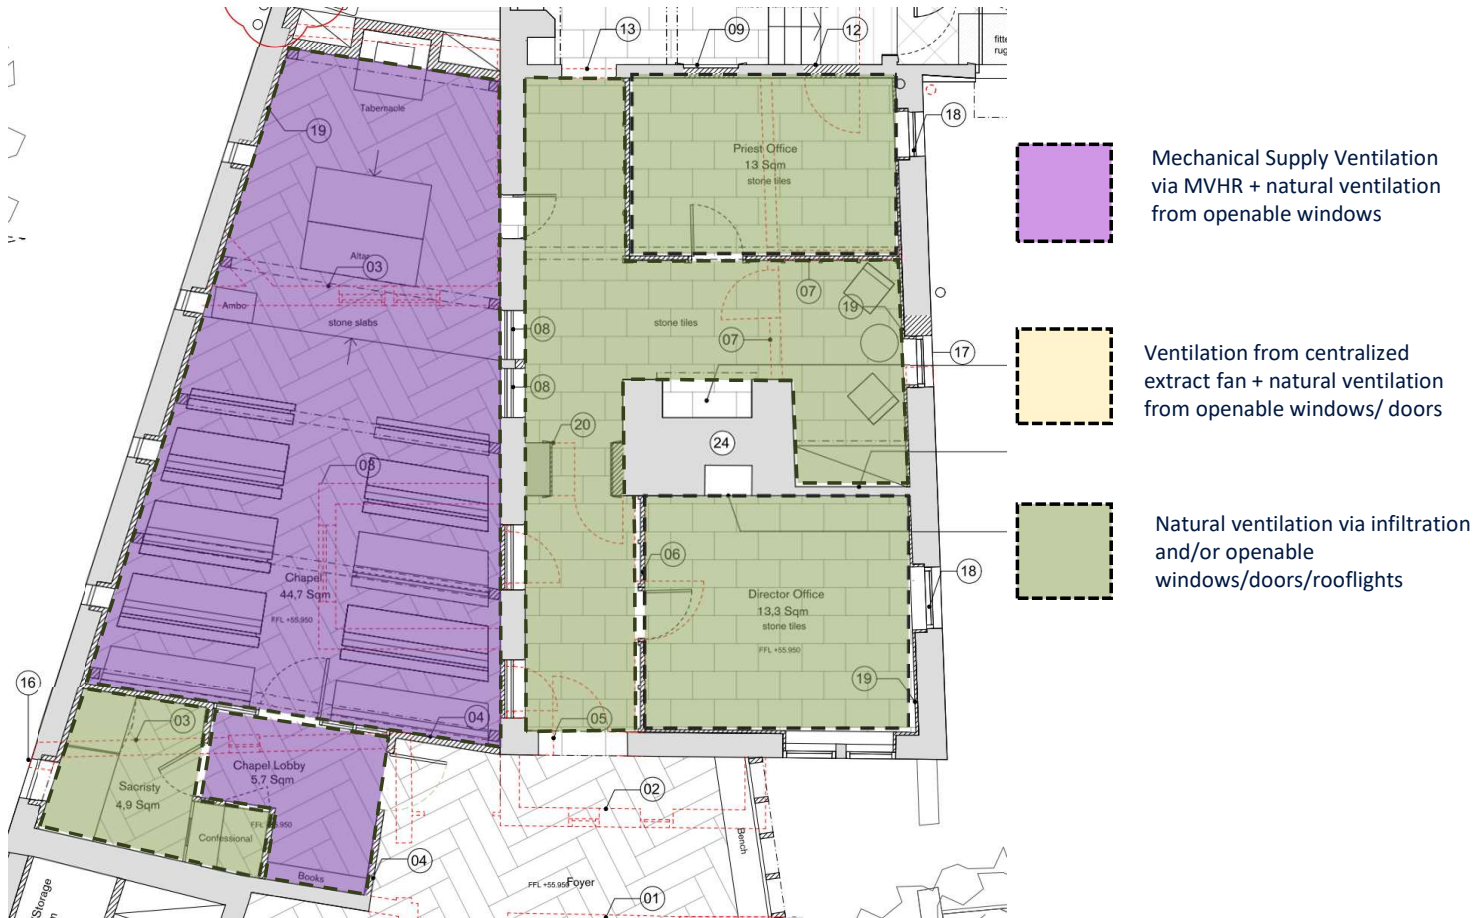 13
09
12
fitte
rug
Tabernacle
19
18
Priest Office
13 Sqm
stone tiles
Mechanical Supply Ventilation
via MVHR + natural ventilation
from openable windows
Altar
03
Ambo
07
19
stone slabs
stone tiles
08
07
17
Ventilation from centralized
extract fan + natural ventilation
from openable windows/ doors
08
20
24
03
Natural ventilation via infiltration
and/or openable
windows/doors/rooflights
06
18
Chapel
44,7 Sqm
FFL +55.950
Director Office
13,3 Sqm
stone tiles
FFL +55.950
16
19
03
04
05
Chapel Lobby
5,7 Sqm
Sacristy
4,9 Sqm
02
FFL +55.950
Confessional
Bench
04
Books
FFL +55.950
Foyer
Storage
01